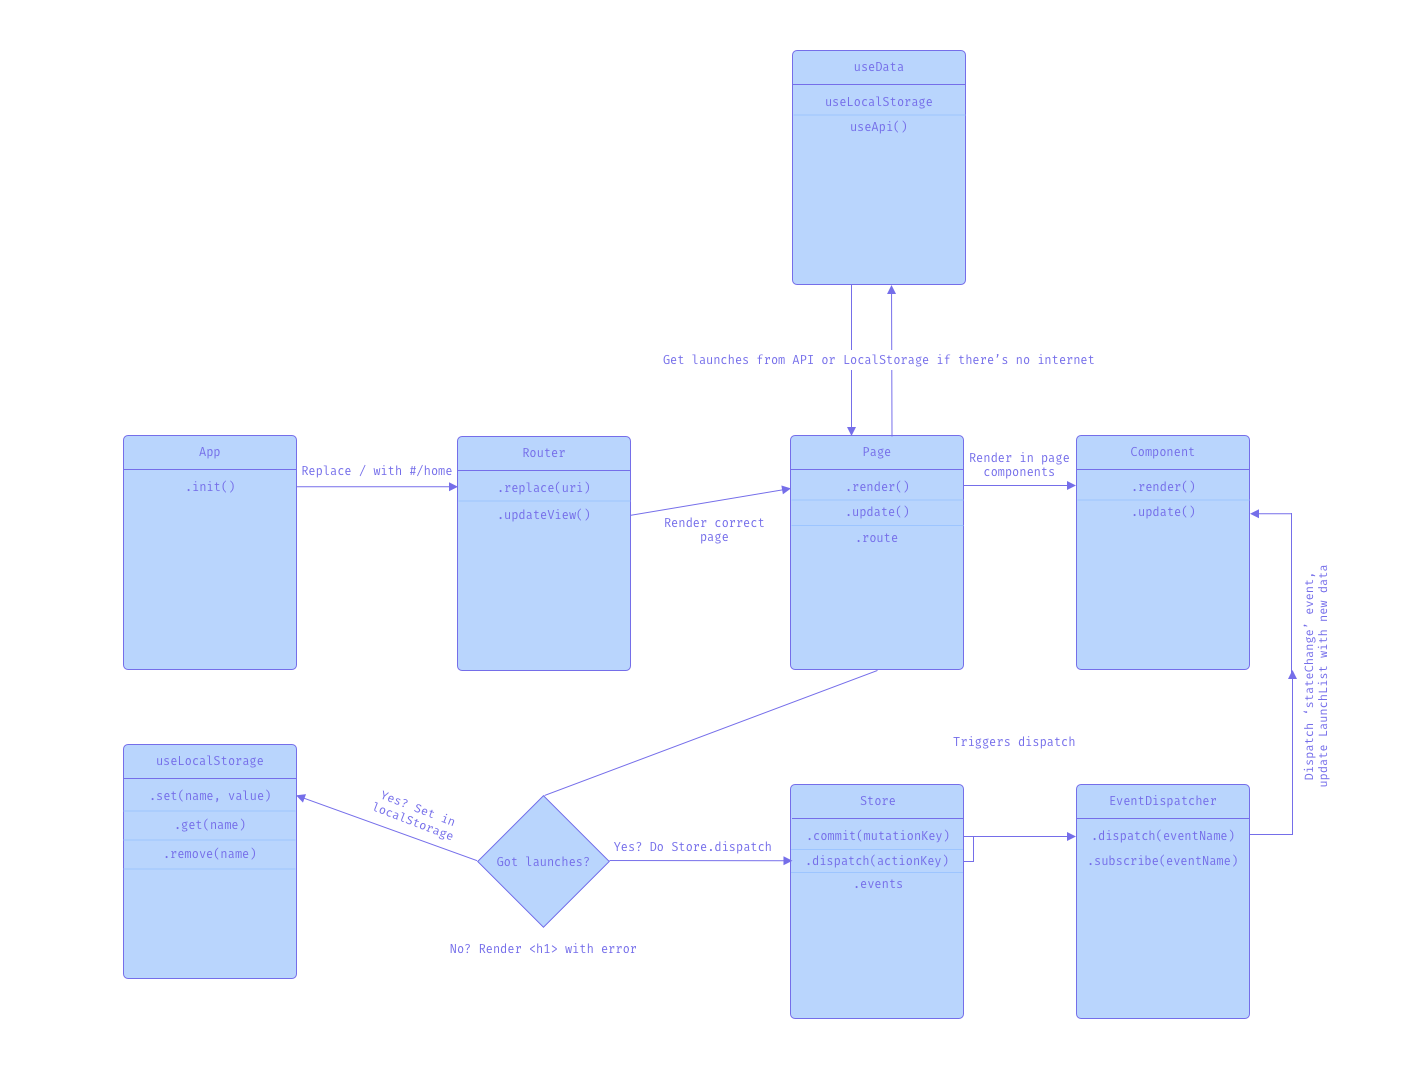 useData
useLocalStorage
useApi()
Get launches from API or LocalStorage if there’s no internet
App
.init()
Replace / with #/home
Router
.replace(uri)
.updateView()
Render correct
page
Page
.render()
.update()
.route
Render in page
components
Component
.render()
.update()
Dispatch ‘stateChange’ event,
update LaunchList with new data
useLocalStorage
.set(name, value)
.get(name)
.remove(name)
Yes? Set in
localStorage
Got launches?
Yes? Do Store.dispatch
No? Render <h1> with error
Triggers dispatch
Store
.commit(mutationKey)
.dispatch(actionKey)
.events
EventDispatcher
.dispatch(eventName)
.subscribe(eventName)